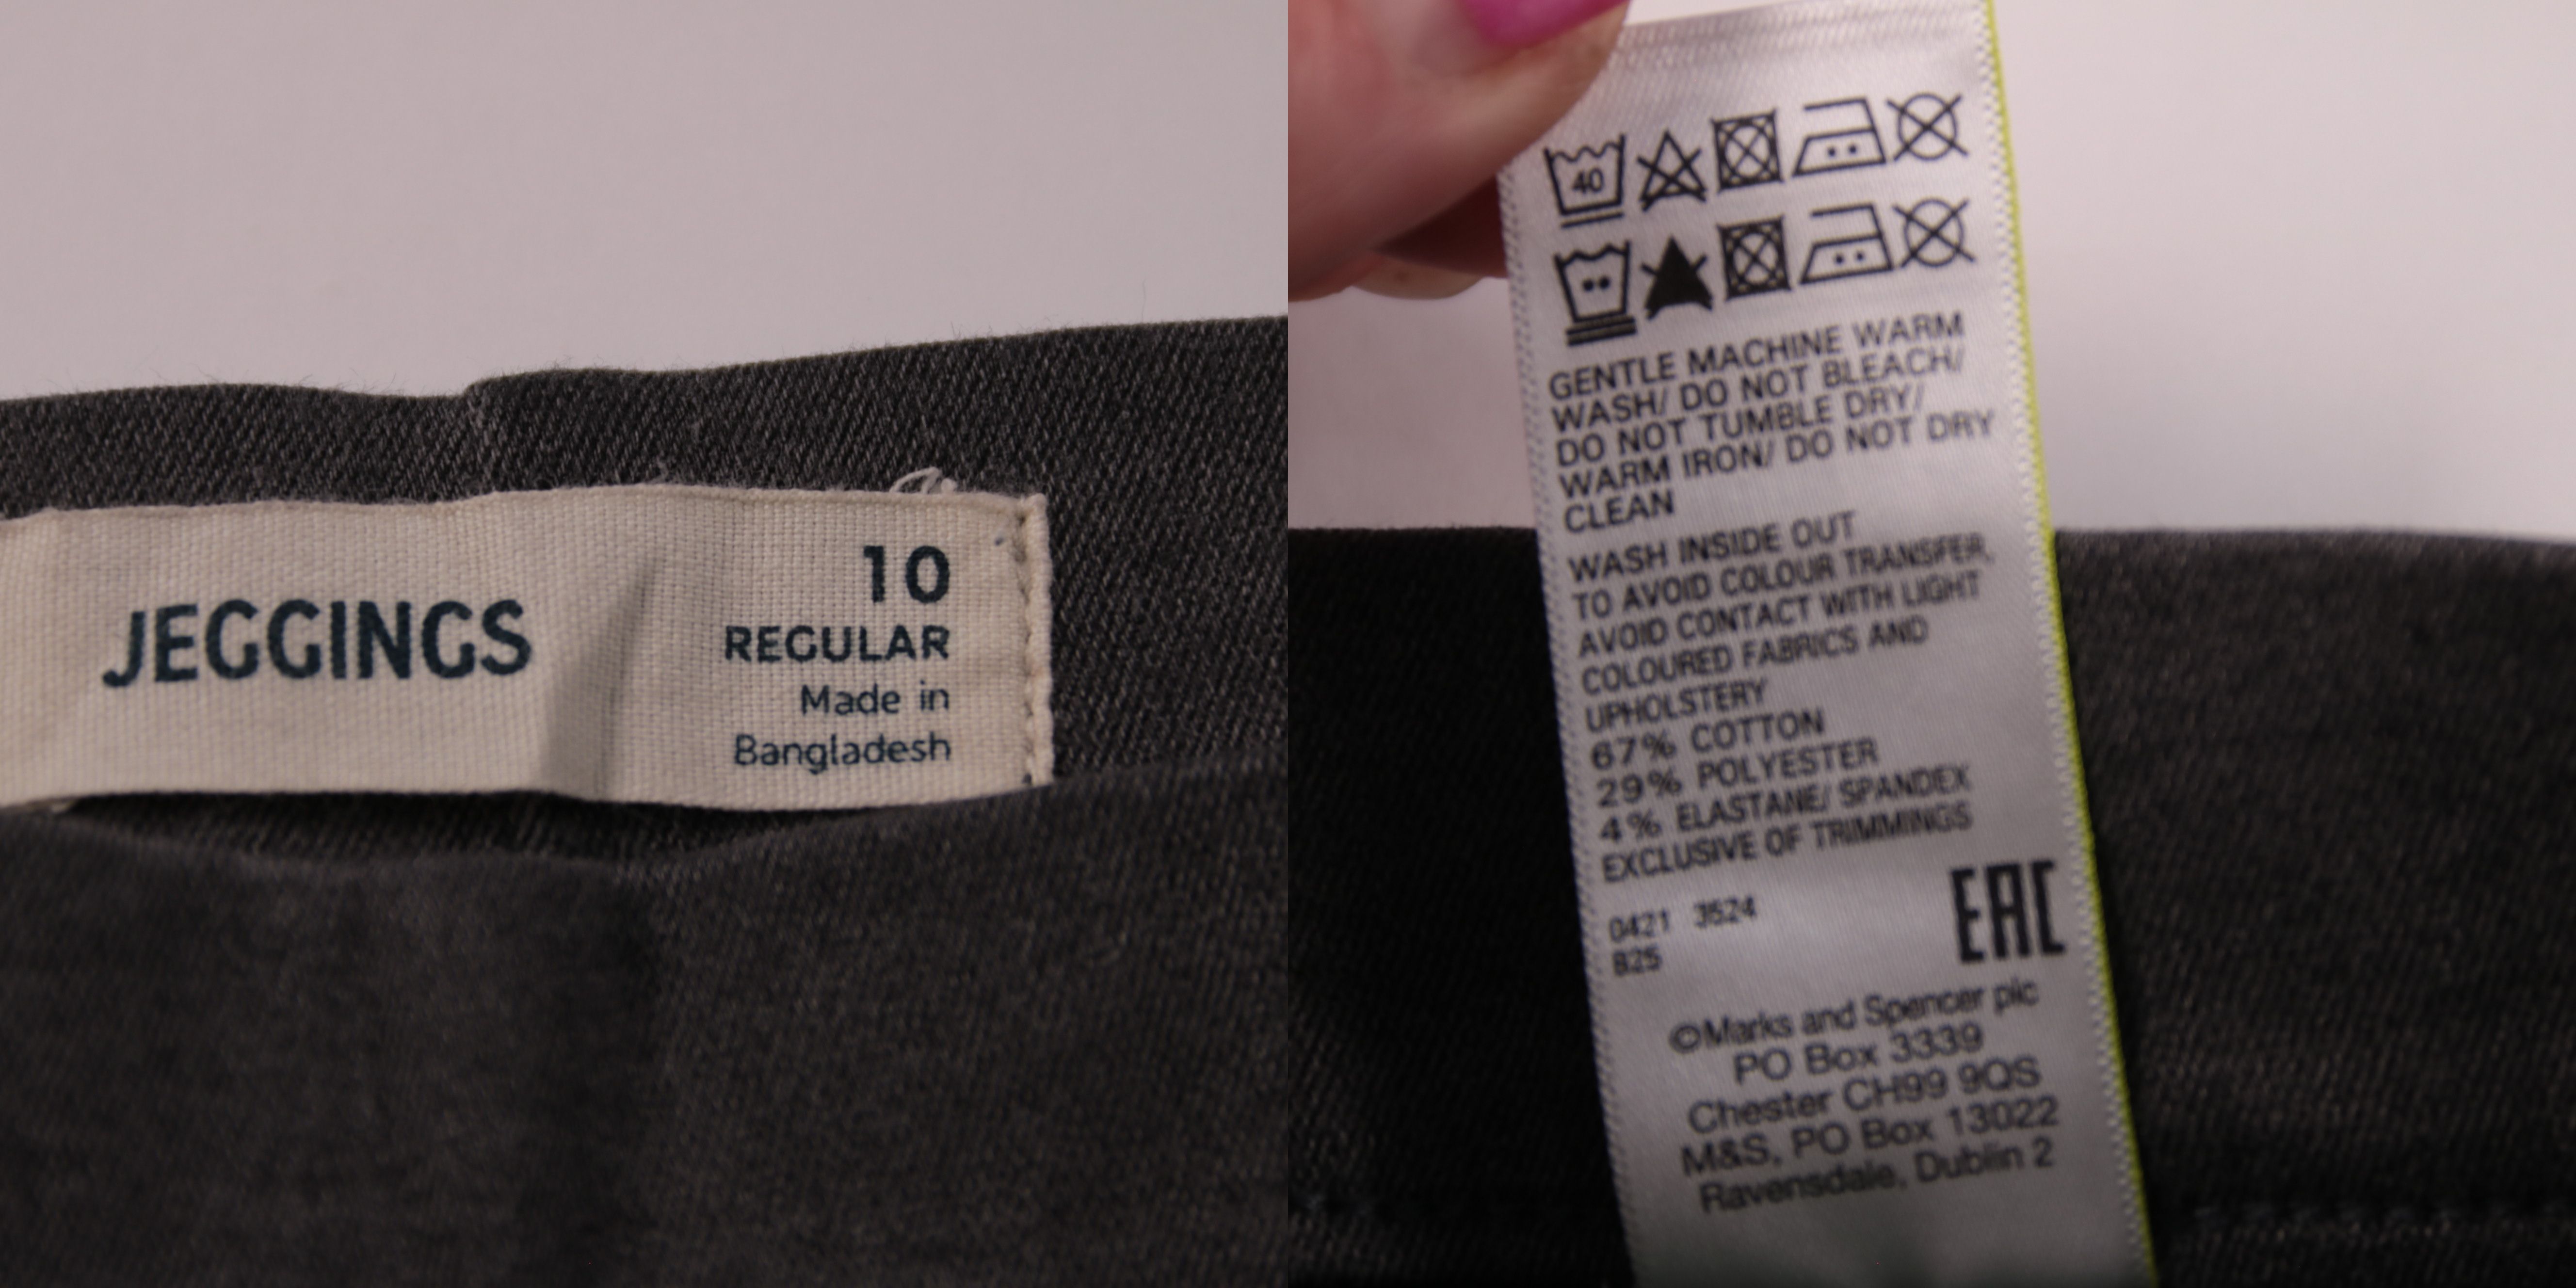 JEGGINGS
10
REGULAR
Made in
Bangladesh
40
GENTLE MACHINE WARM
WASH/ DO NOT BLEACH/
DO NOT TUMBLE DRY/
WARM IRON/ DO NOT DRY
CLEAN
WASH INSIDE OUT
TO AVOID COLOUR TRANSFER,
AVOID CONTACT WITH LIGHT
COLOURED FABRICS AND
UPHOLSTERY
67% COTTON
29% POLYESTER
4% ELASTANE/ SPANDEX
EXCLUSIVE OF TRIMMINGS
0421 3524
B25
EAC
©Marks and Spencer plc
PO Box 3339
Chester CH99 9QS
M&S, PO Box 13022
Ravensdale, Dublin 2